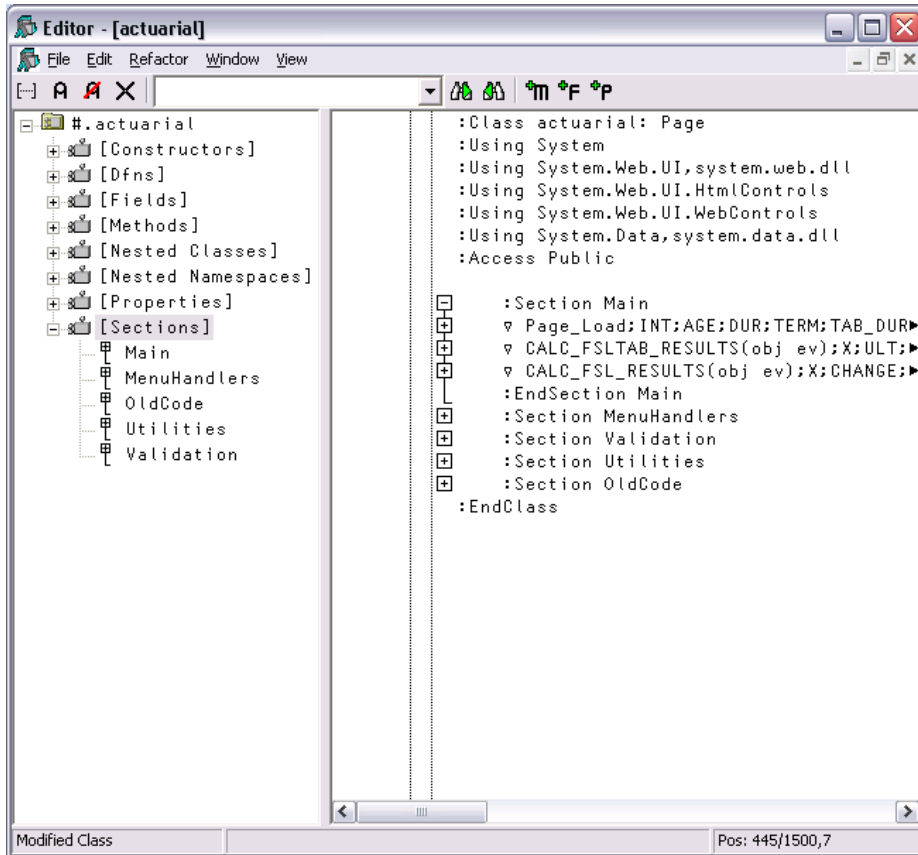 Editor - [actuarial]
File Edit Refactor Window View
[...] A A X *m *F *P
#.actuarial
[Constructors]
[Dfns]
[Fields]
[Methods]
[Nested Classes]
[Nested Namespaces]
[Properties]
[Sections]
Main
MenuHandlers
OldCode
Utilities
Validation
:Class actuarial: Page
:Using System
:Using System.Web.UI,system.web.dll
:Using System.Web.UI.HtmlControls
:Using System.Web.UI.WebControls
:Using System.Data,system.data.dll
:Access Public
:Section Main
∇ Page_Load;INT;AGE;DUR;TERM;TAB_DUR
∇ CALC_FSLTAB_RESULTS(obj ev);X;ULT;
∇ CALC_FSL_RESULTS(obj ev);X;CHANGE;
:EndSection Main
:Section MenuHandlers
:Section Validation
:Section Utilities
:Section OldCode
:EndClass
Modified Class
Pos: 445/1500,7